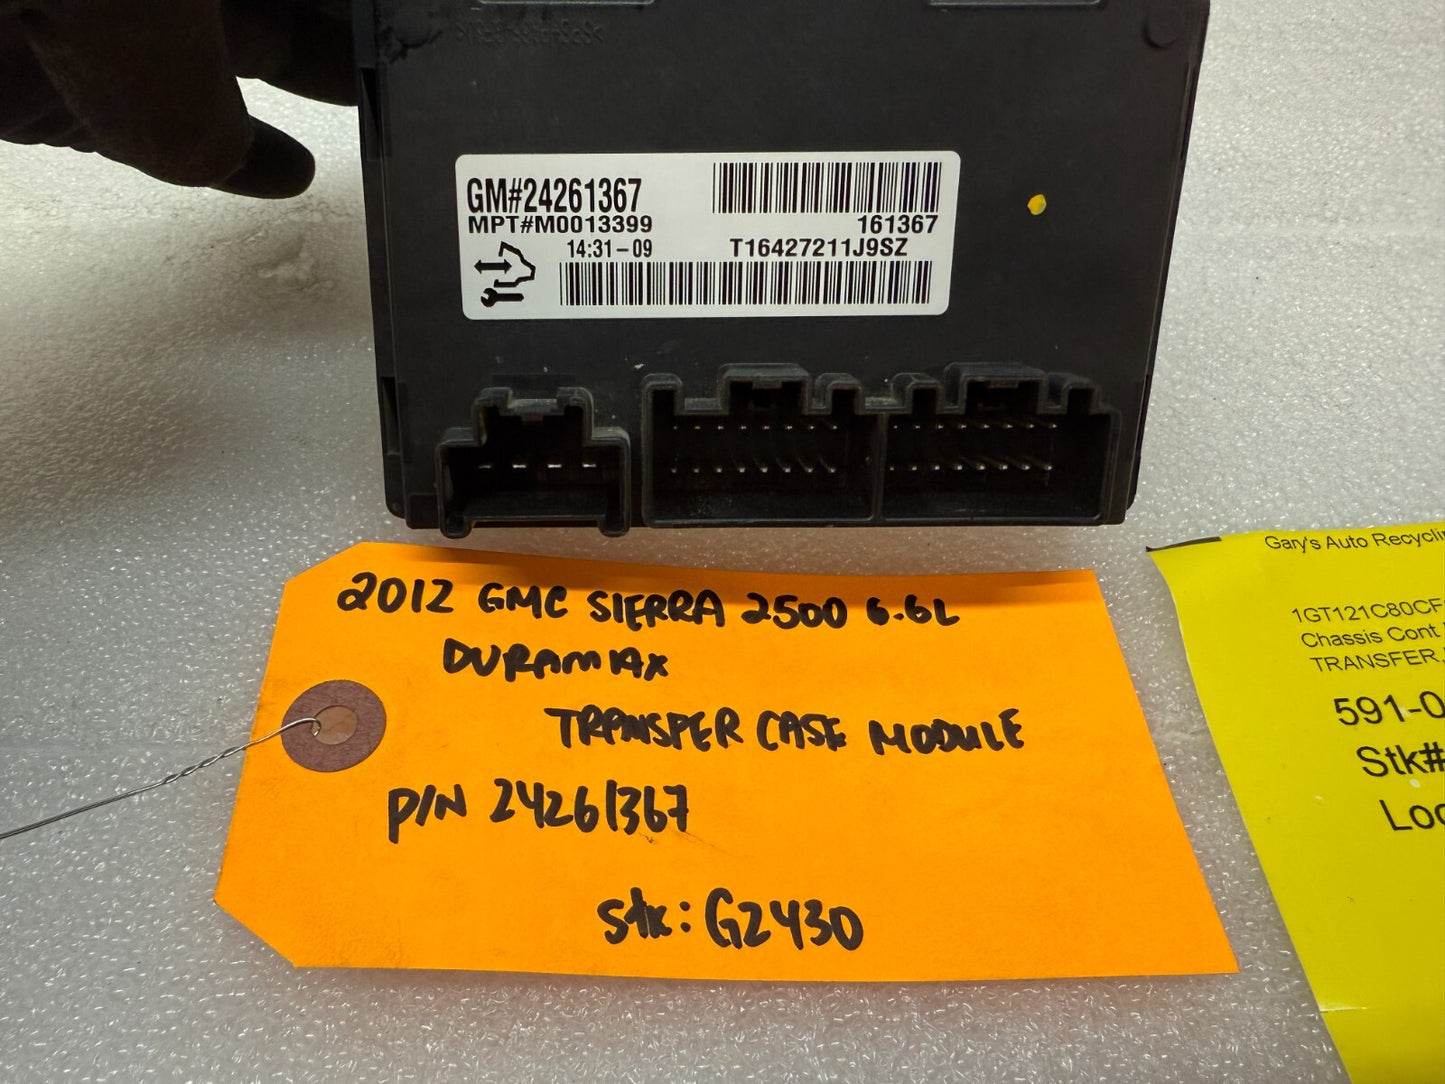 GM#24261367
MPT#M0013399
161367
14:31-09
T16427211J9SZ
2012 GMC SIERRA 2500 6.6L
DURAMAX
TRANSFER CASE MODULE
P/N 24261367
Stk: G2430
Gary's Auto
1GT121C80CF
Chassis Cont
TRANSFER
591-0
Stk#
Loc